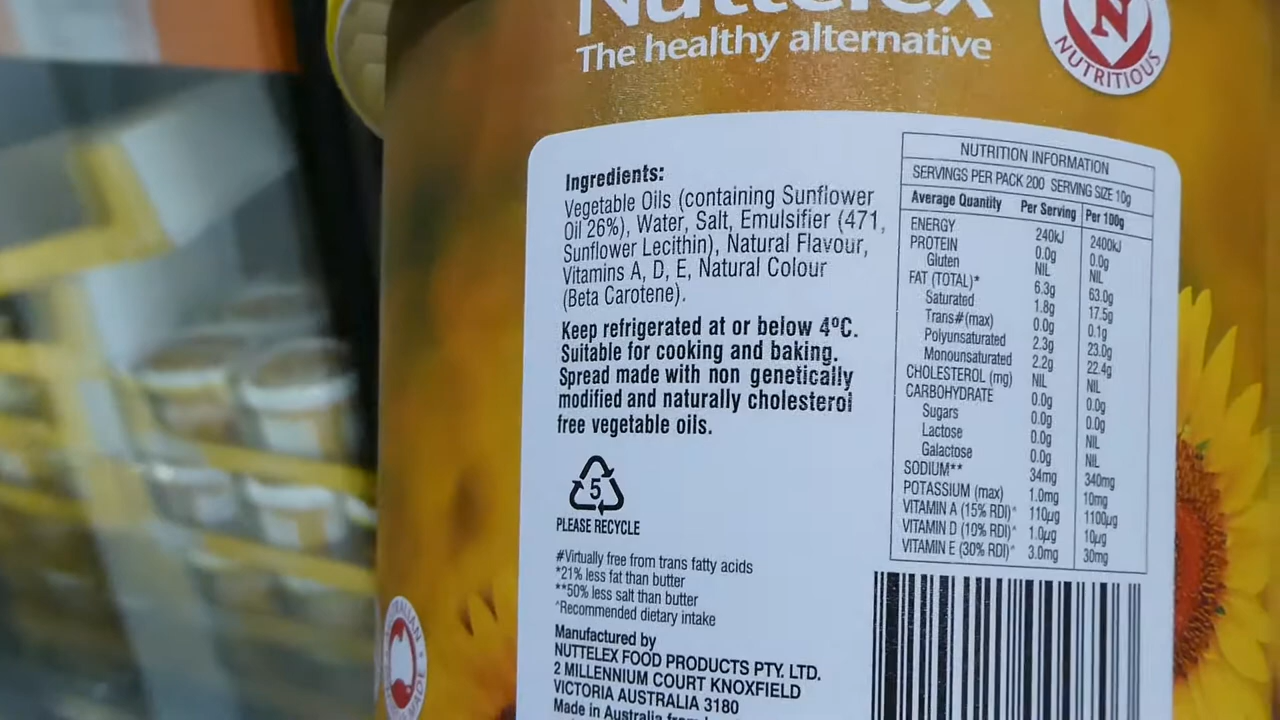 Nuttelex
The healthy alternative
N
NUTRITIOUS
Ingredients:
Vegetable Oils (containing Sunflower
Oil 26%), Water, Salt, Emulsifier (471,
Sunflower Lecithin), Natural Flavour,
Vitamins A, D, E, Natural Colour
(Beta Carotene).
Keep refrigerated at or below 4ºC.
Suitable for cooking and baking.
Spread made with non genetically
modified and naturally cholesterol
free vegetable oils.
5
PLEASE RECYCLE
#Virtually free from trans fatty acids
*21% less fat than butter
**50% less salt than butter
^Recommended dietary intake
Manufactured by
NUTTELEX FOOD PRODUCTS PTY. LTD.
2 MILLENNIUM COURT KNOXFIELD
VICTORIA AUSTRALIA 3180
Made in Australia from
NUTRITION INFORMATION
SERVINGS PER PACK 200 SERVING SIZE 10g
Average Quantity Per Serving Per 100g
ENERGY 240kJ 2400kJ
PROTEIN 0.0g 0.0g
Gluten NIL NIL
FAT (TOTAL)* 6.3g 63.0g
Saturated 1.8g 17.5g
Trans#(max) 0.0g 0.1g
Polyunsaturated 2.3g 23.0g
Monounsaturated 2.2g 22.4g
CHOLESTEROL (mg) NIL NIL
CARBOHYDRATE 0.0g 0.0g
Sugars 0.0g 0.0g
Lactose 0.0g NIL
Galactose 0.0g NIL
SODIUM** 34mg 340mg
POTASSIUM (max) 1.0mg 10mg
VITAMIN A (15% RDI)^ 110µg 1100µg
VITAMIN D (10% RDI)^ 1.0µg 10µg
VITAMIN E (30% RDI)^ 3.0mg 30mg